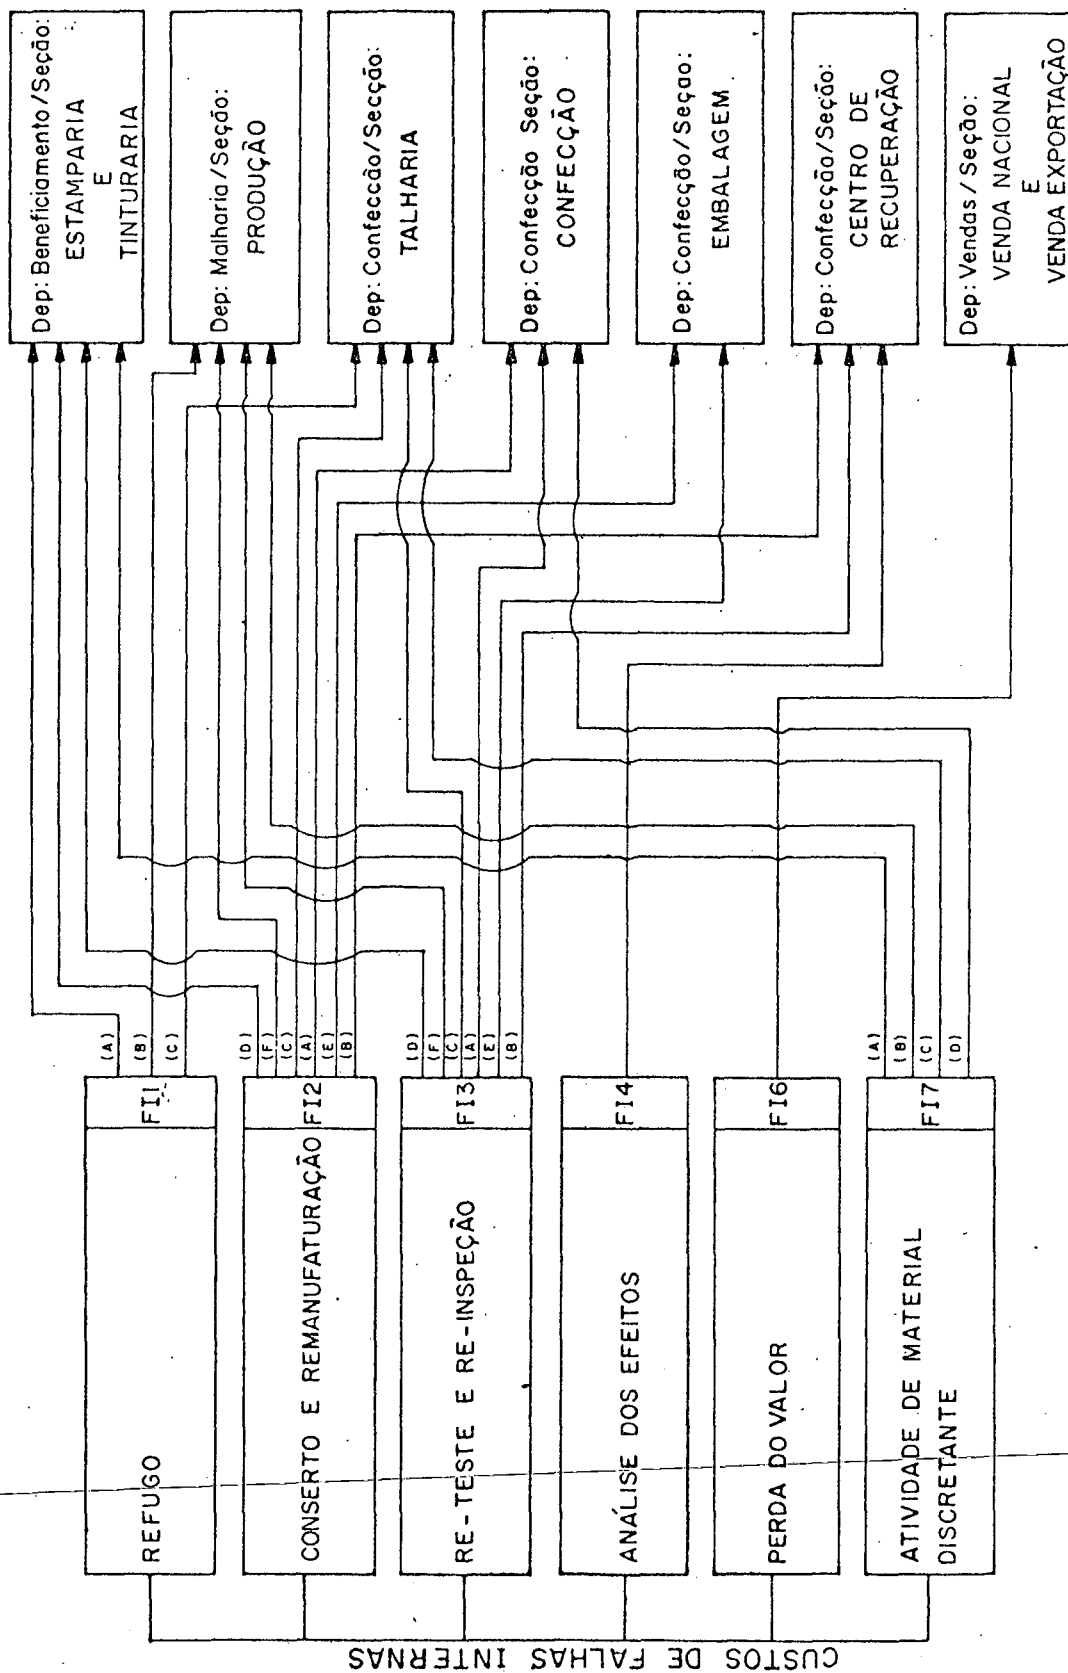 CUSTOS DE FALHAS INTERNAS
REFUGO
FI1
(A)
(B)
(C)
CONSERTO E REMANUFATURAÇÃO
FI2
(D)
(F)
(C)
(A)
(E)
(B)
RE-TESTE E RE-INSPEÇÃO
FI3
(D)
(F)
(C)
(A)
(E)
(B)
ANÁLISE DOS EFEITOS
FI4
PERDA DO VALOR
FI6
ATIVIDADE DE MATERIAL
DISCRETANTE
FI7
(A)
(B)
(C)
(D)
Dep: Beneficiamento/Seção:
ESTAMPARIA
E
TINTURARIA
Dep: Malharia/Seção:
PRODUÇÃO
Dep: Confecção/Secção:
TALHARIA
Dep: Confecção Seção:
CONFECÇÃO
Dep: Confecção/Seçao:
EMBALAGEM
Dep: Confecção/Seção:
CENTRO DE
RECUPERAÇÃO
Dep: Vendas/Seção:
VENDA NACIONAL
E
VENDA EXPORTAÇÃO